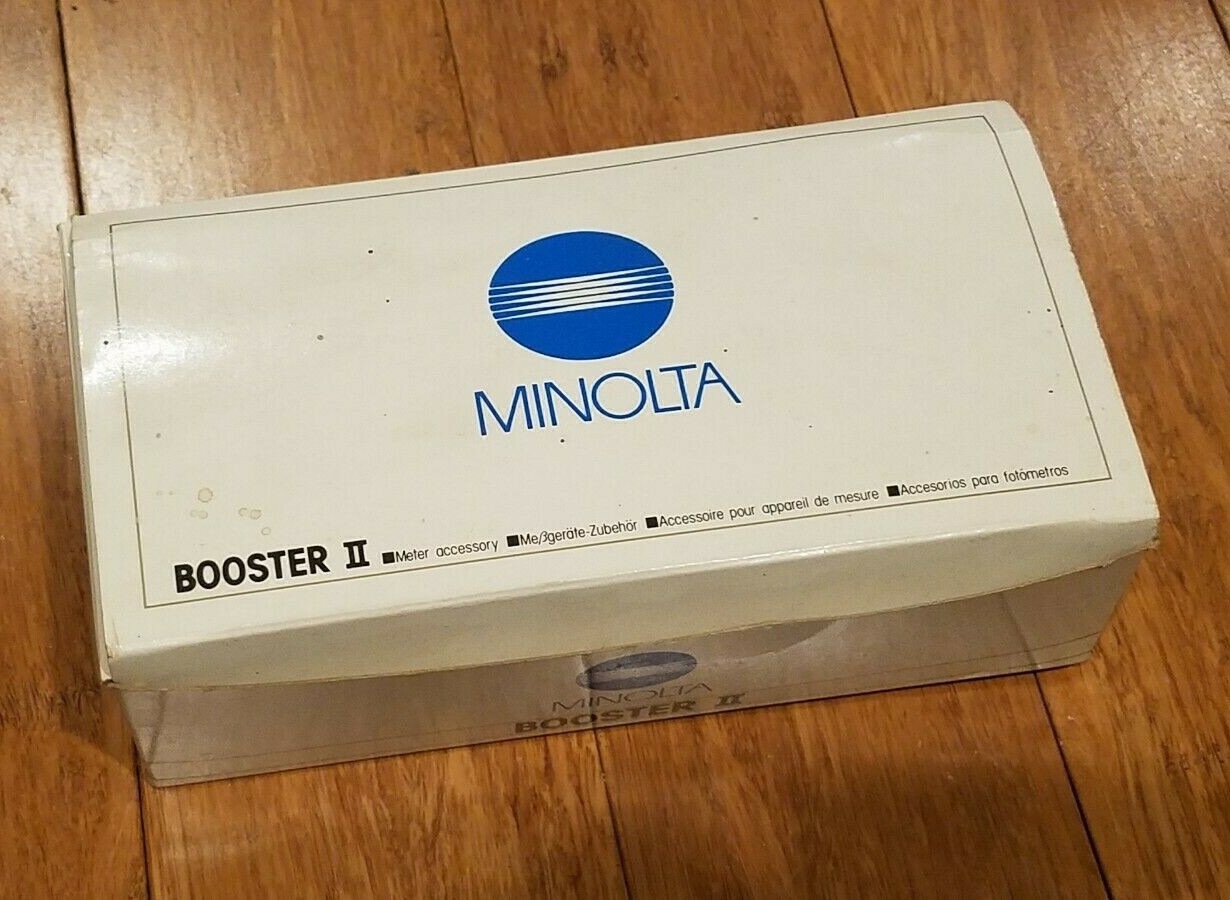 MINOLTA
BOOSTER II ■Meter accessory ■Meßgeräte-Zubehör ■Accessoire pour appareil de mesure ■Accesorios para fotómetros
MINOLTA
BOOSTER II